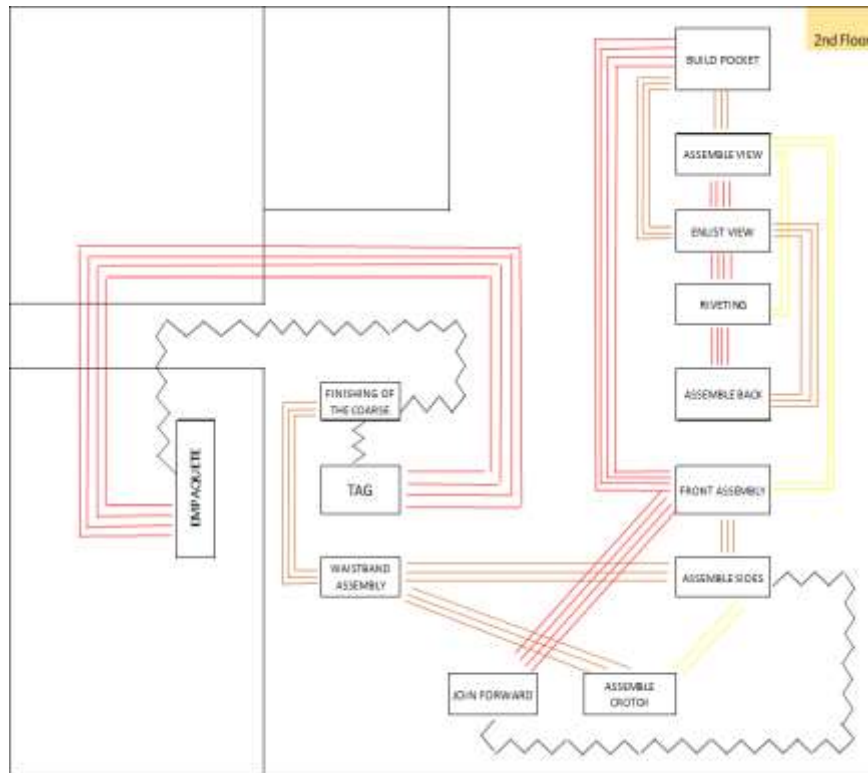 2nd Floor
BUILD POCKET
ASSEMBLE VIEW
ENLIST VIEW
RIVETING
ASSEMBLE BACK
FINISHING OF
THE COARSE
TAG
EMPAQUETE
FRONT ASSEMBLY
WAISTBAND
ASSEMBLY
ASSEMBLE SIDES
JOIN FORWARD
ASSEMBLE
CROTCH